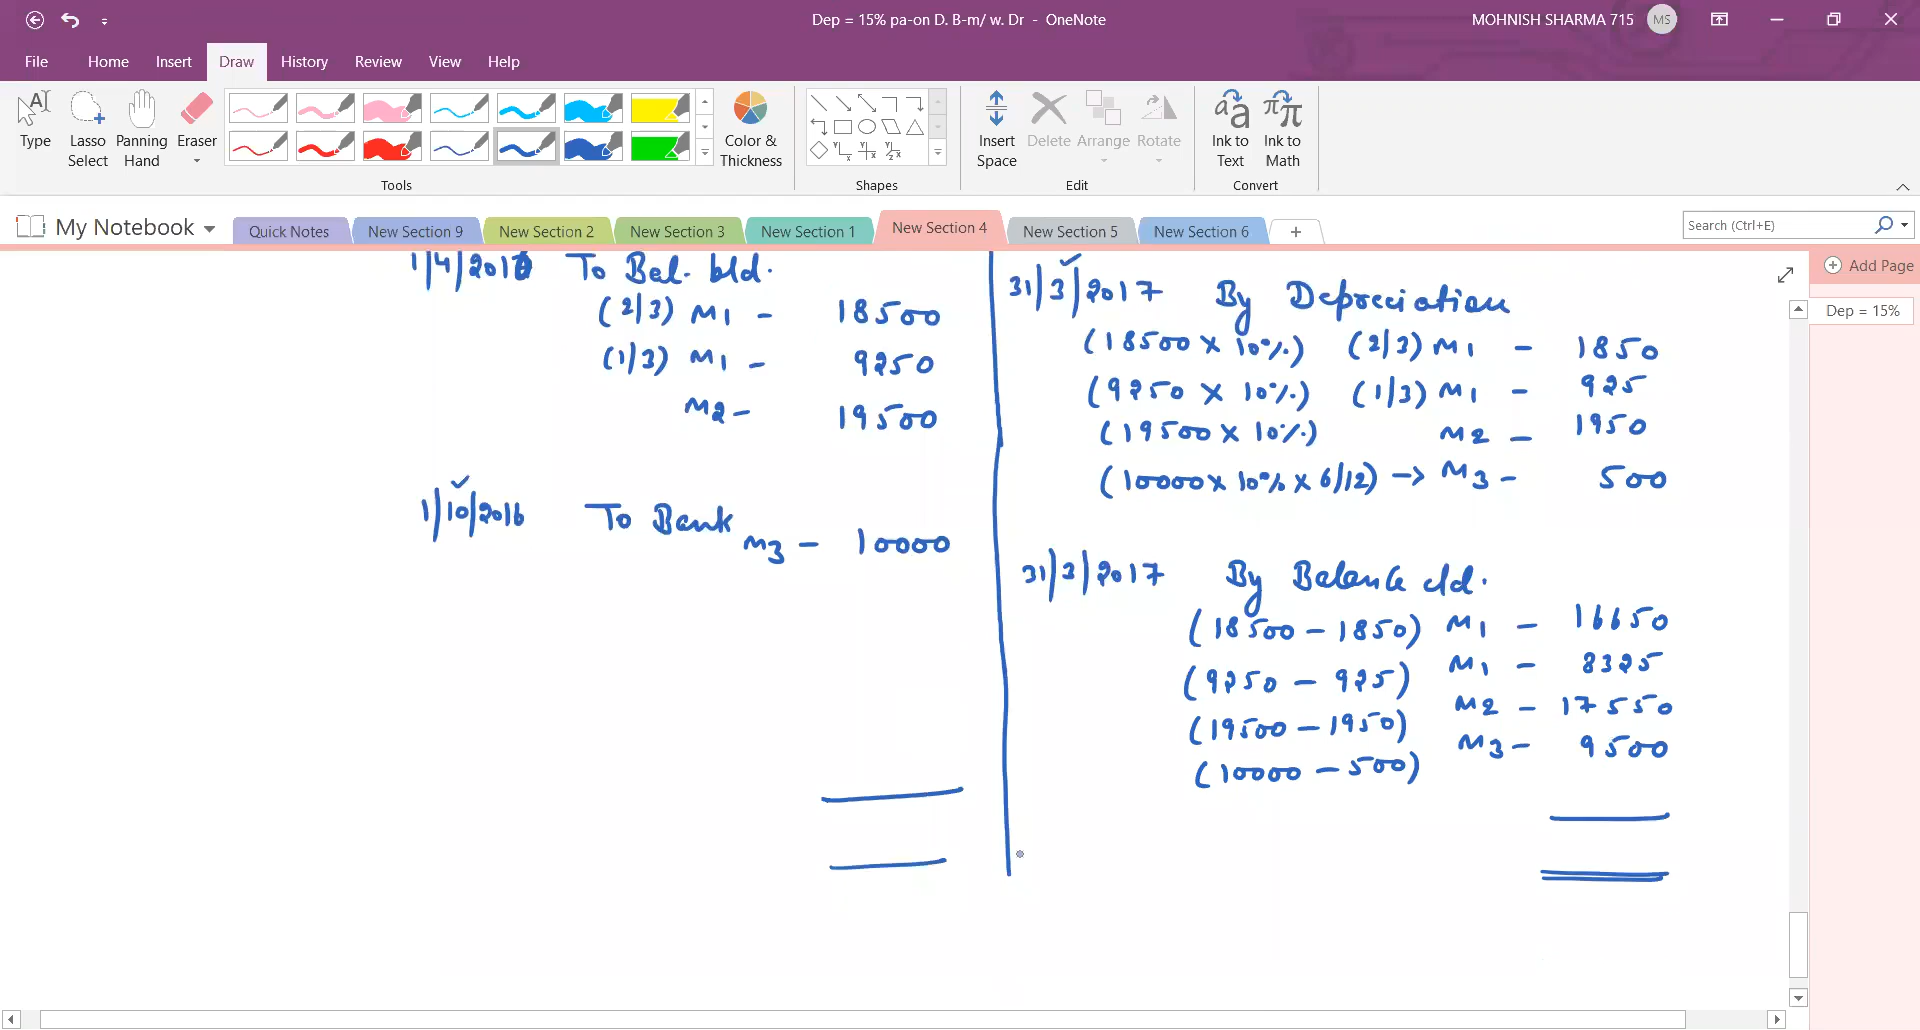 Dep = 15% pa-on D. B-m/ w. Dr - OneNote
MOHNISH SHARMA 715
MS
File
Home
Insert
Draw
History
Review
View
Help
Type
Lasso Select
Panning Hand
Eraser
Color & Thickness
Insert Space
Delete
Arrange
Rotate
Ink to Text
Ink to Math
Tools
Shapes
Edit
Convert
My Notebook
Quick Notes
New Section 9
New Section 2
New Section 3
New Section 1
New Section 4
New Section 5
New Section 6
Search (Ctrl+E)
Add Page
Dep = 15%
To Bal. b/d.
(2/3) M1 - 18500
(1/3) M1 - 9250
M2 - 19500
1/10/2016 To Bank
M3 - 10000
31/3/2017 By Depreciation
(18500 x 10%) (2/3) M1 - 1850
(9250 x 10%) (1/3) M1 - 925
(19500 x 10%) M2 - 1950
(10000 x 10% x 6/12) → M3 - 500
31/3/2017 By Balance c/d.
(18500 - 1850) M1 - 16650
(9250 - 925) M1 - 8325
(19500 - 1950) M2 - 17550
(10000 - 500) M3 - 9500